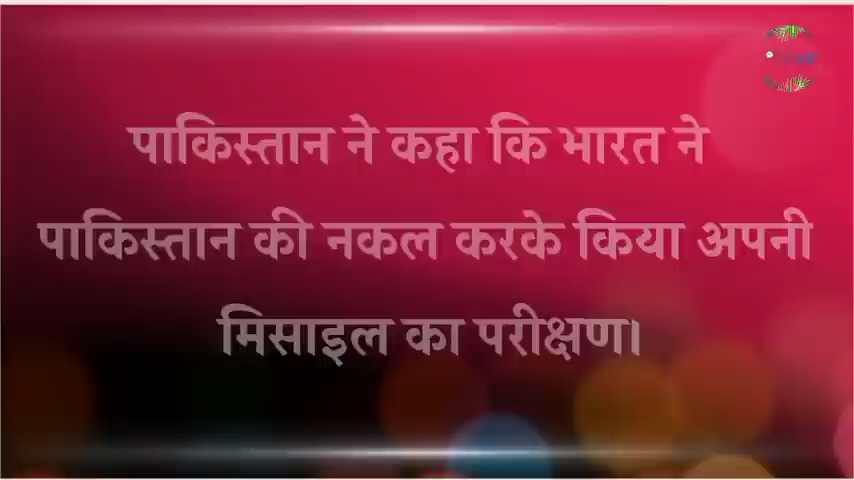 पाकिस्तान ने कहा कि भारत ने
पाकिस्तान की नकल करके किया अपनी
मिसाइल का परीक्षण।